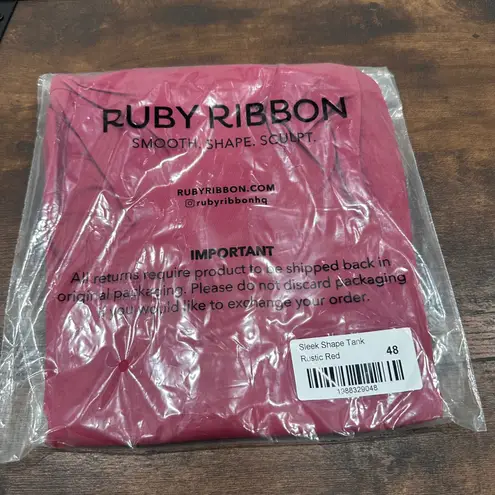 RUBY RIBBON
SMOOTH. SHAPE. SCULPT.
RUBYRIBBON.COM
rubyribbonhq
IMPORTANT
All returns require product to be shipped back in
original packaging. Please do not discard packaging
if you would like to exchange your order.
Sleek Shape Tank
Rustic Red
48
1988329048